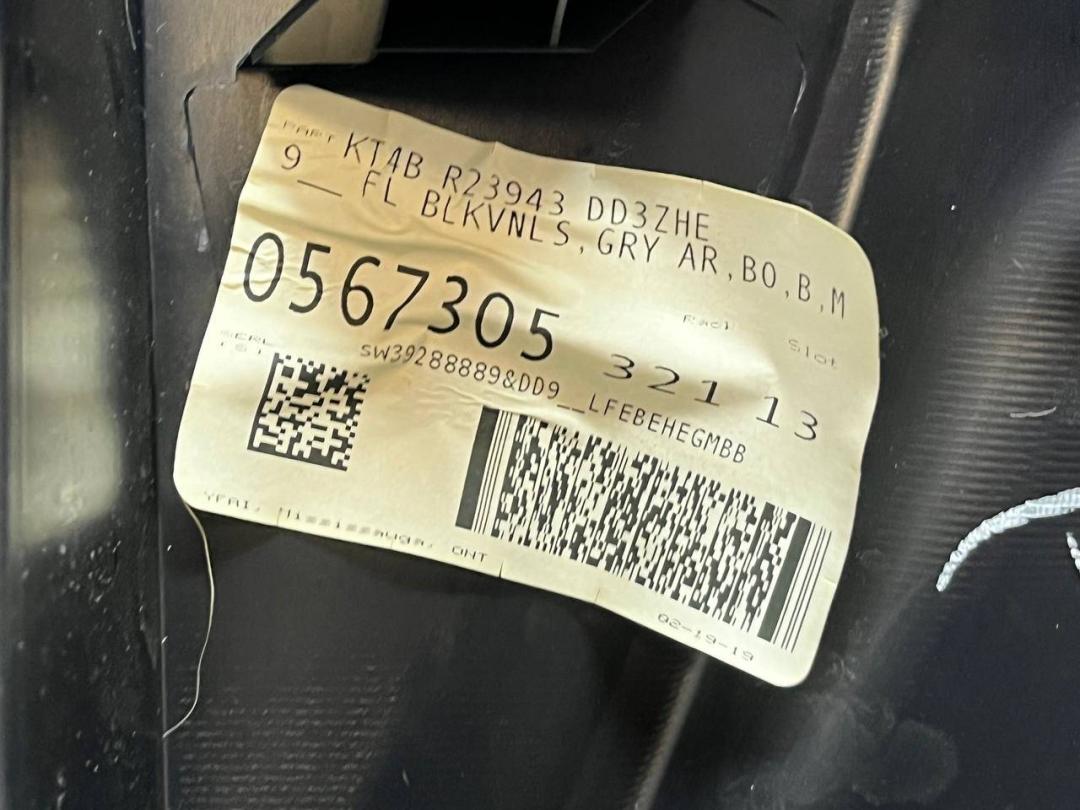 PART KT4B R23943 DD3ZHE
9__ FL BLKVNLS,GRY AR,BO,B,M
0567305
Rack Slot
321 13
SERL
(S)
SW39288889&DD9__LFEBEHEGMBB
YFAI, Mississauga, ONT
02-19-19